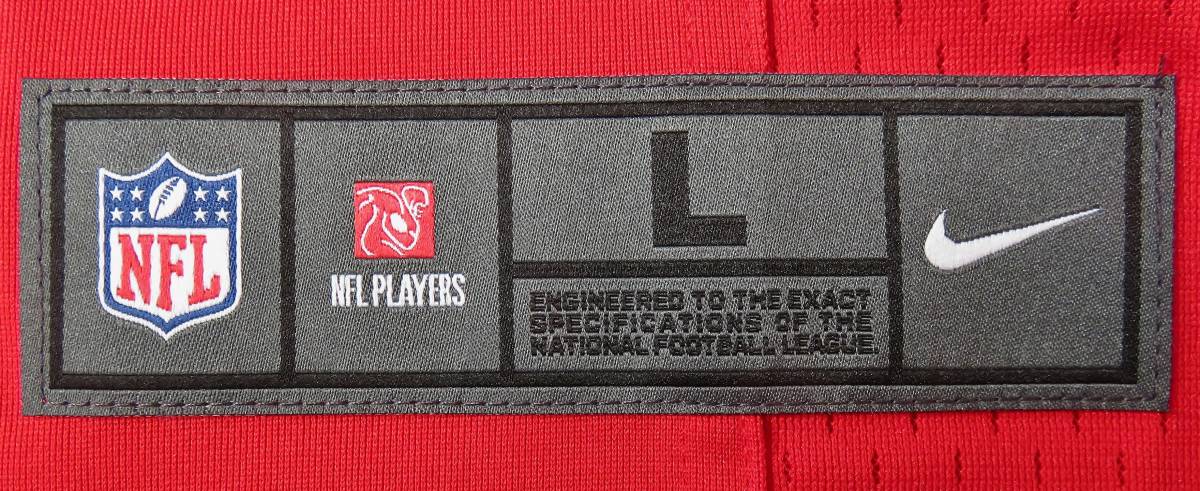 NFL
NFL PLAYERS
L
ENGINEERED TO THE EXACT
SPECIFICATIONS OF THE
NATIONAL FOOTBALL LEAGUE.